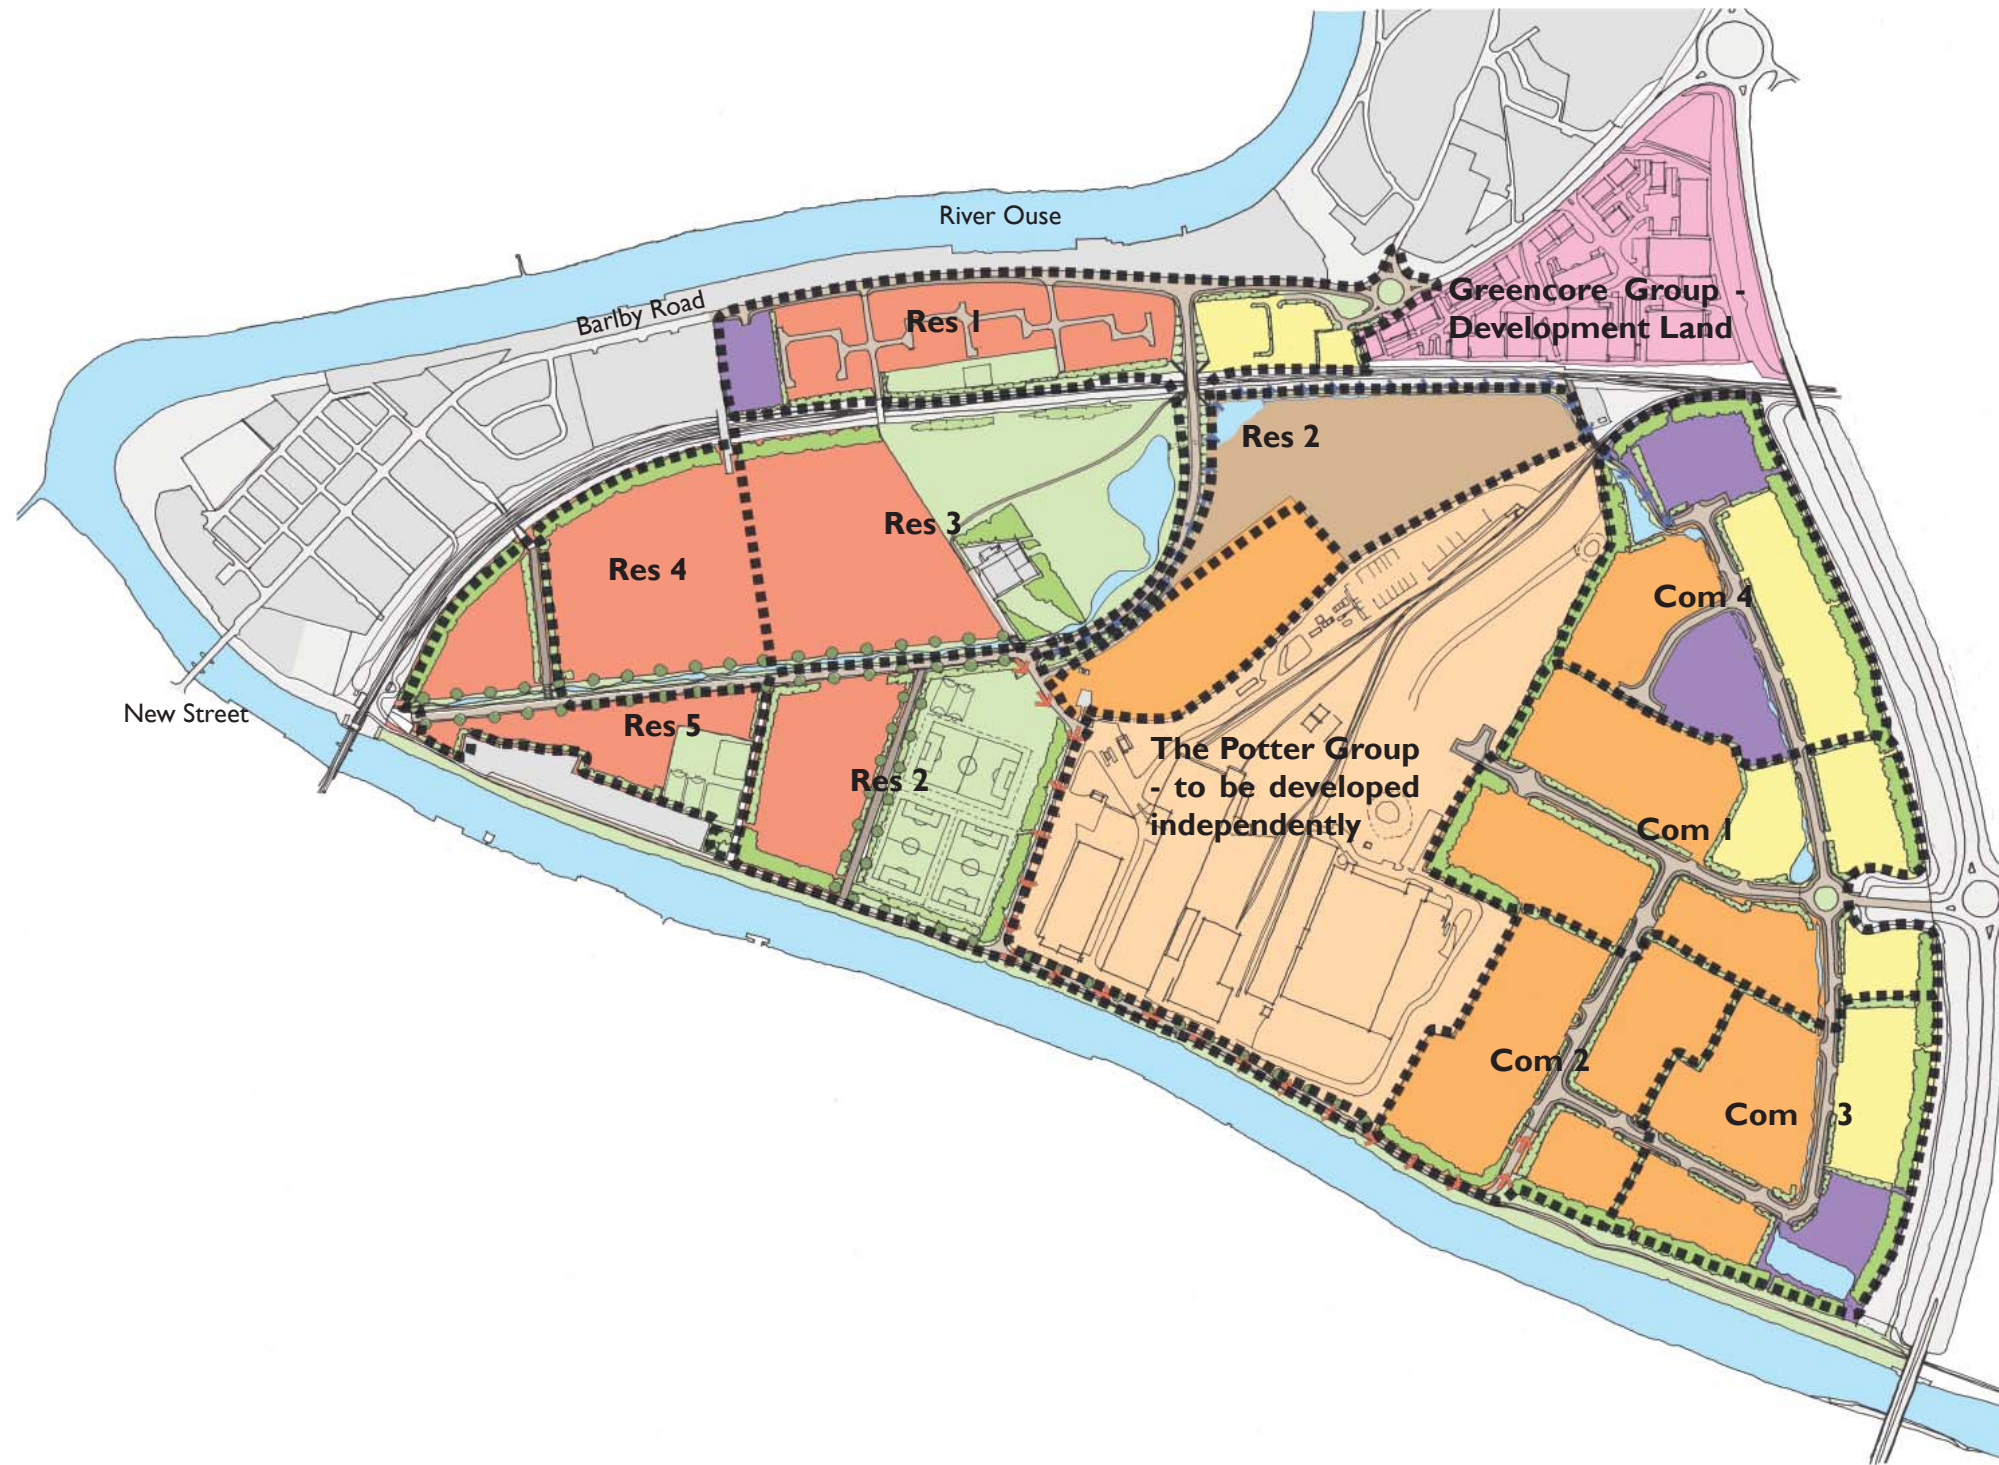 River Ouse
Barlby Road
Res 1
Greencore Group -
Development Land
Res 2
Res 3
Res 4
Com 4
New Street
Res 5
Res 2
The Potter Group
- to be developed
independently
Com 1
Com 2
Com 3